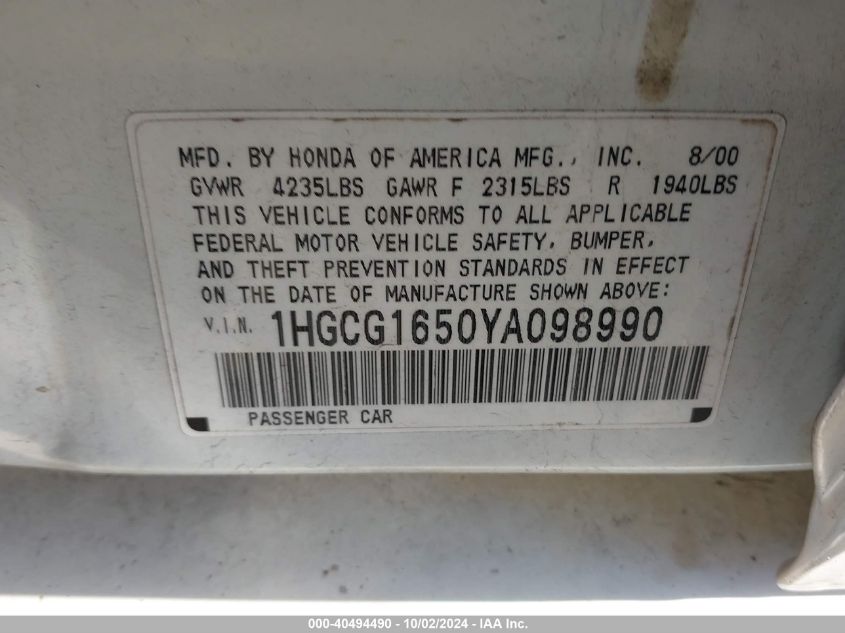 MFD. BY HONDA OF AMERICA MFG., INC. 8/00
GVWR 4235LBS GAWR F 2315LBS R 1940LBS
THIS VEHICLE CONFORMS TO ALL APPLICABLE
FEDERAL MOTOR VEHICLE SAFETY, BUMPER,
AND THEFT PREVENTION STANDARDS IN EFFECT
ON THE DATE OF MANUFACTURE SHOWN ABOVE:
V.I.N. 1HGCG1650YA098990
PASSENGER CAR
000-40494490 - 10/02/2024 - © Copyright 2024 - IAA Inc.